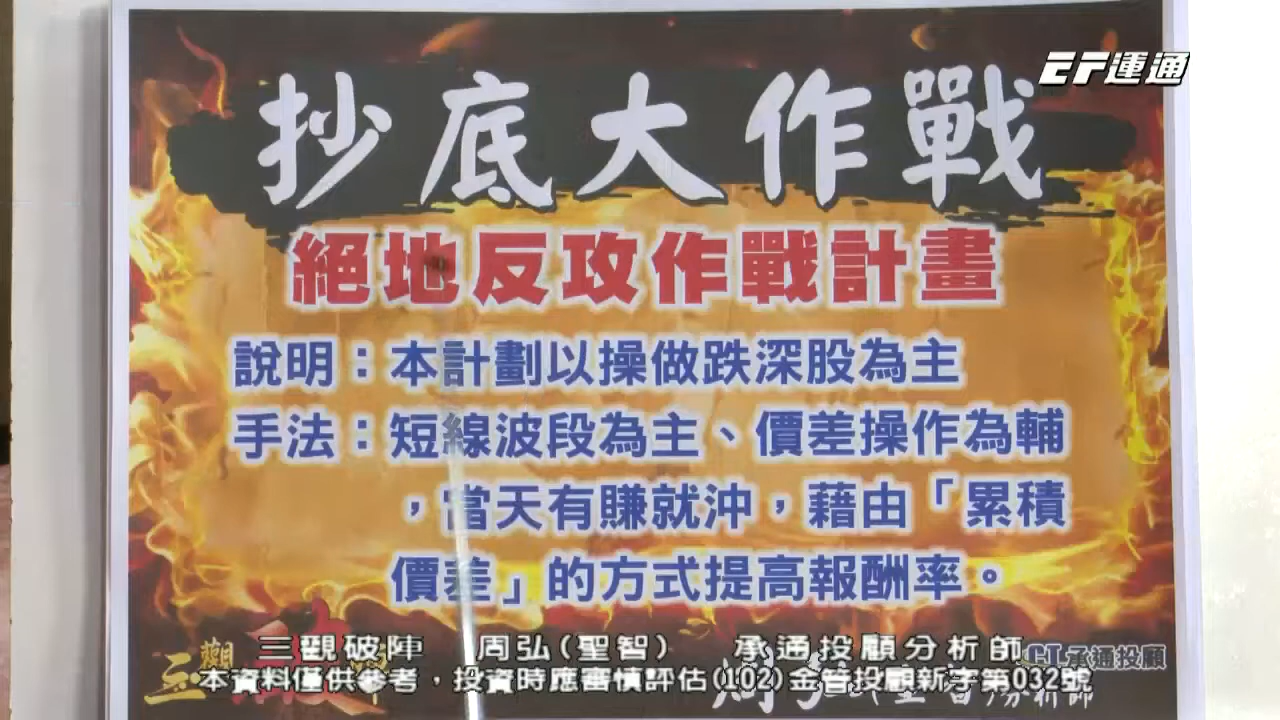 EF運通
抄底大作戰
絕地反攻作戰計畫
說明：本計劃以操做跌深股為主
手法：短線波段為主、價差操作為輔
，當天有賺就沖，藉由「累積
價差」的方式提高報酬率。
三觀破陣 周弘(聖智) 承通投顧分析師
CT承通投顧
本資料僅供參考，投資時應審慎評估(102)金管投顧新字第032號